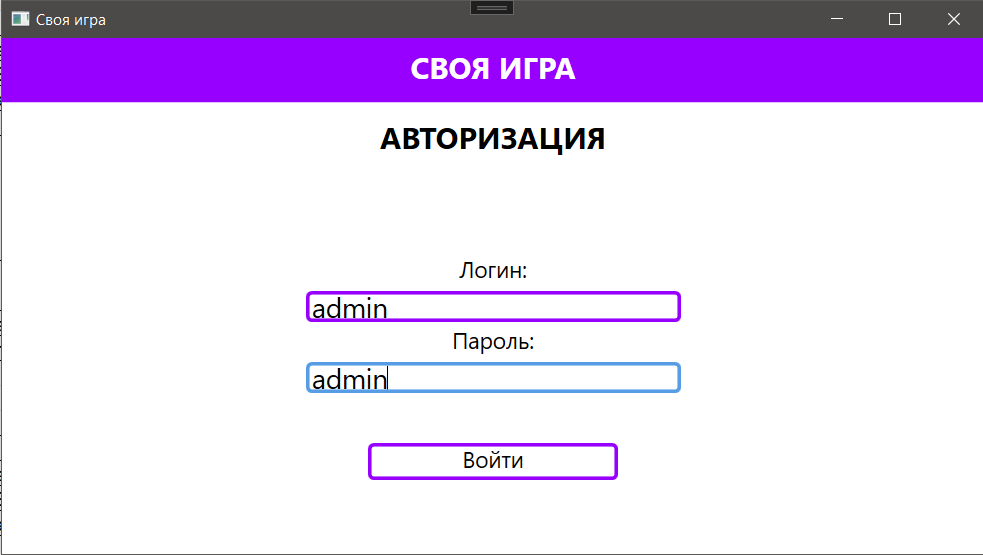 Своя игра
СВОЯ ИГРА
АВТОРИЗАЦИЯ
Логин:
admin
Пароль:
admin
Войти